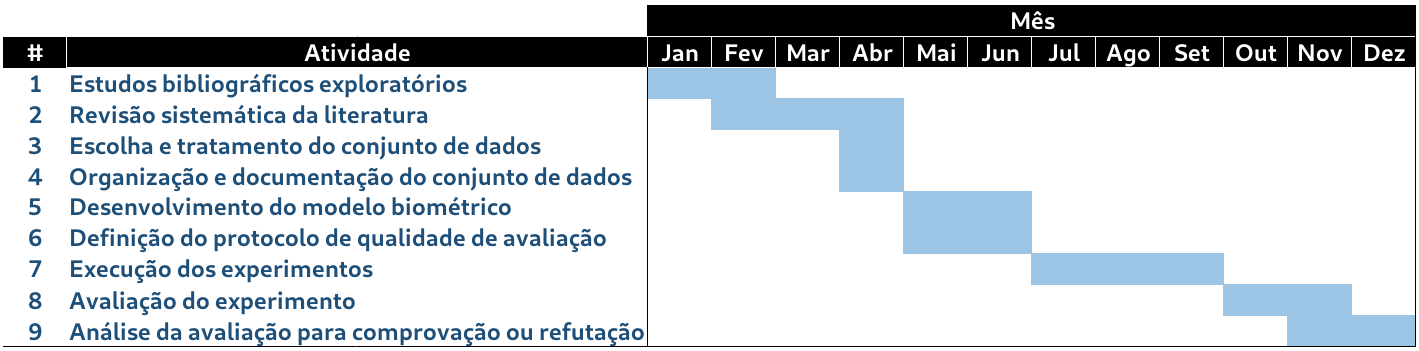 Mês
# Atividade Jan Fev Mar Abr Mai Jun Jul Ago Set Out Nov Dez
1 Estudos bibliográficos exploratórios
2 Revisão sistemática da literatura
3 Escolha e tratamento do conjunto de dados
4 Organização e documentação do conjunto de dados
5 Desenvolvimento do modelo biométrico
6 Definição do protocolo de qualidade de avaliação
7 Execução dos experimentos
8 Avaliação do experimento
9 Análise da avaliação para comprovação ou refutação